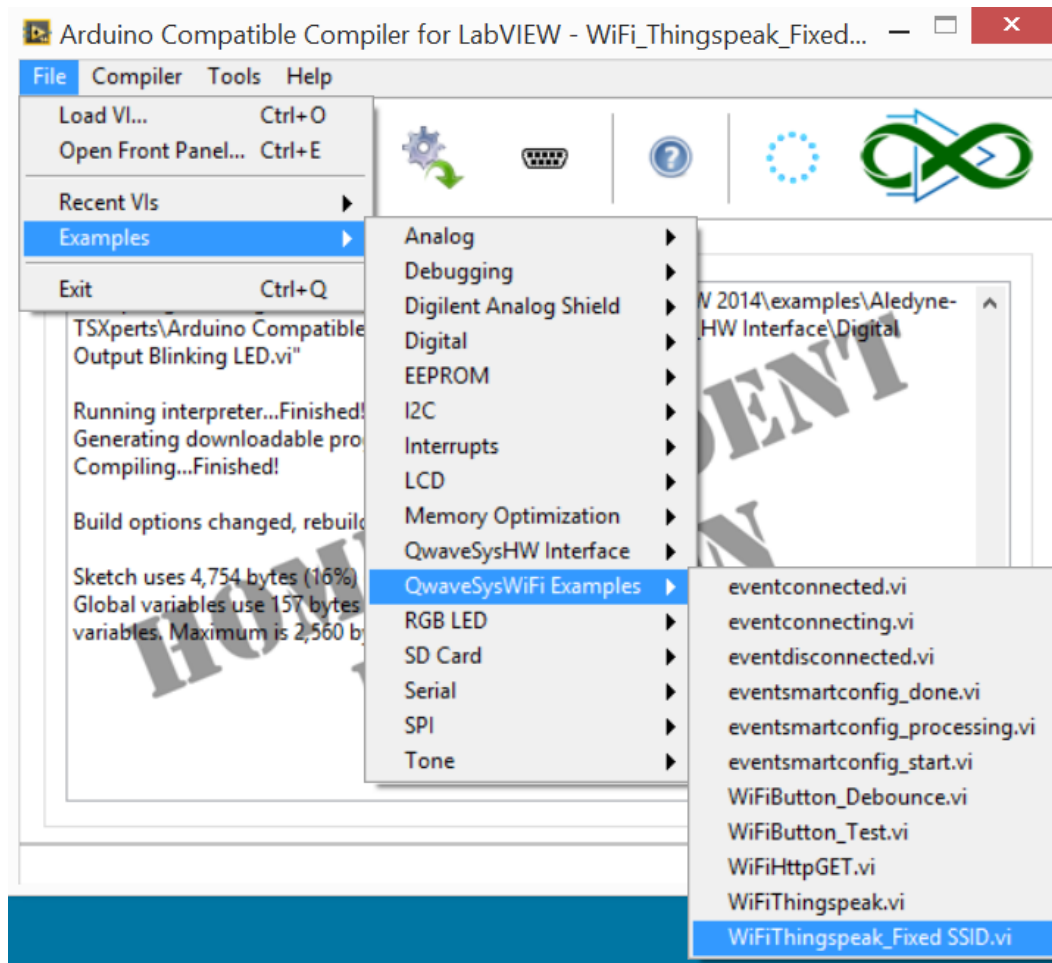 Arduino Compatible Compiler for LabVIEW - WiFi_Thingspeak_Fixed...
File Compiler Tools Help
Load VI... Ctrl+O
Open Front Panel... Ctrl+E
Recent VIs
Examples
Exit Ctrl+Q
Analog
Debugging
Digilent Analog Shield
Digital
EEPROM
I2C
Interrupts
LCD
Memory Optimization
QwaveSysHW Interface
QwaveSysWiFi Examples
RGB LED
SD Card
Serial
SPI
Tone
eventconnected.vi
eventconnecting.vi
eventdisconnected.vi
eventsmartconfig_done.vi
eventsmartconfig_processing.vi
eventsmartconfig_start.vi
WiFiButton_Debounce.vi
WiFiButton_Test.vi
WiFiHttpGET.vi
WiFiThingspeak.vi
WiFiThingspeak_Fixed SSID.vi
2014\examples\Aledyne-
TSXperts\Arduino Compatible HW Interface\Digital
Output Blinking LED.vi"
Running interpreter...Finished!
Generating downloadable
Compiling...Finished!
Build options changed,
Sketch uses 4,754 bytes (16%)
Global variables use 157 bytes
variables. Maximum is 2,560